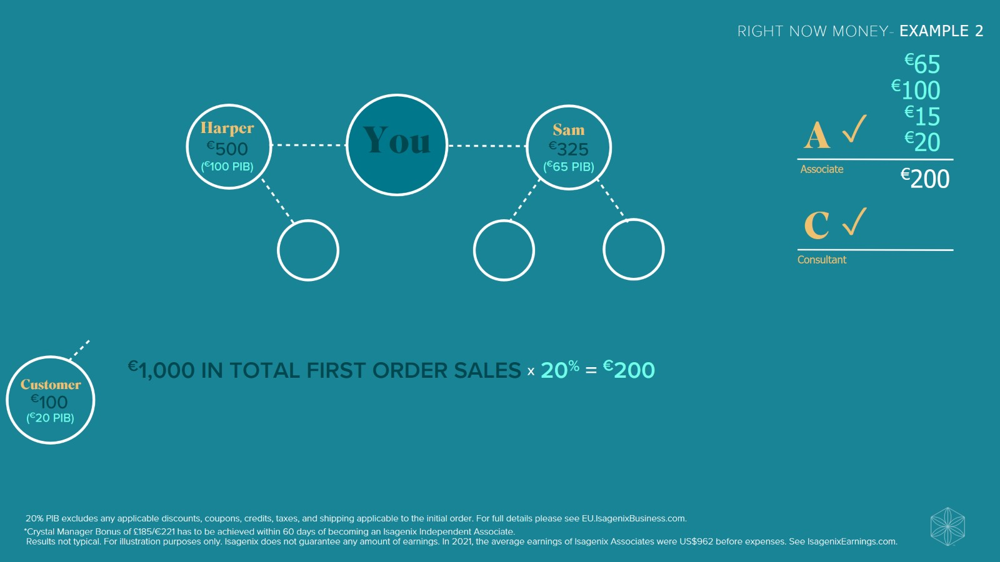 RIGHT NOW MONEY- EXAMPLE 2
€65
€100
€15
€20
A ✓
Associate
€200
C ✓
Consultant
Harper
€500
(€100 PIB)
You
Sam
€325
(€65 PIB)
€1,000 IN TOTAL FIRST ORDER SALES x 20% = €200
Customer
€100
(€20 PIB)
20% PIB excludes any applicable discounts, coupons, credits, taxes, and shipping applicable to the initial order. For full details please see EU.IsagenixBusiness.com.
*Crystal Manager Bonus of £185/€221 has to be achieved within 60 days of becoming an Isagenix Independent Associate.
Results not typical. For illustration purposes only. Isagenix does not guarantee any amount of earnings. In 2021, the average earnings of Isagenix Associates were US$962 before expenses. See IsagenixEarnings.com.